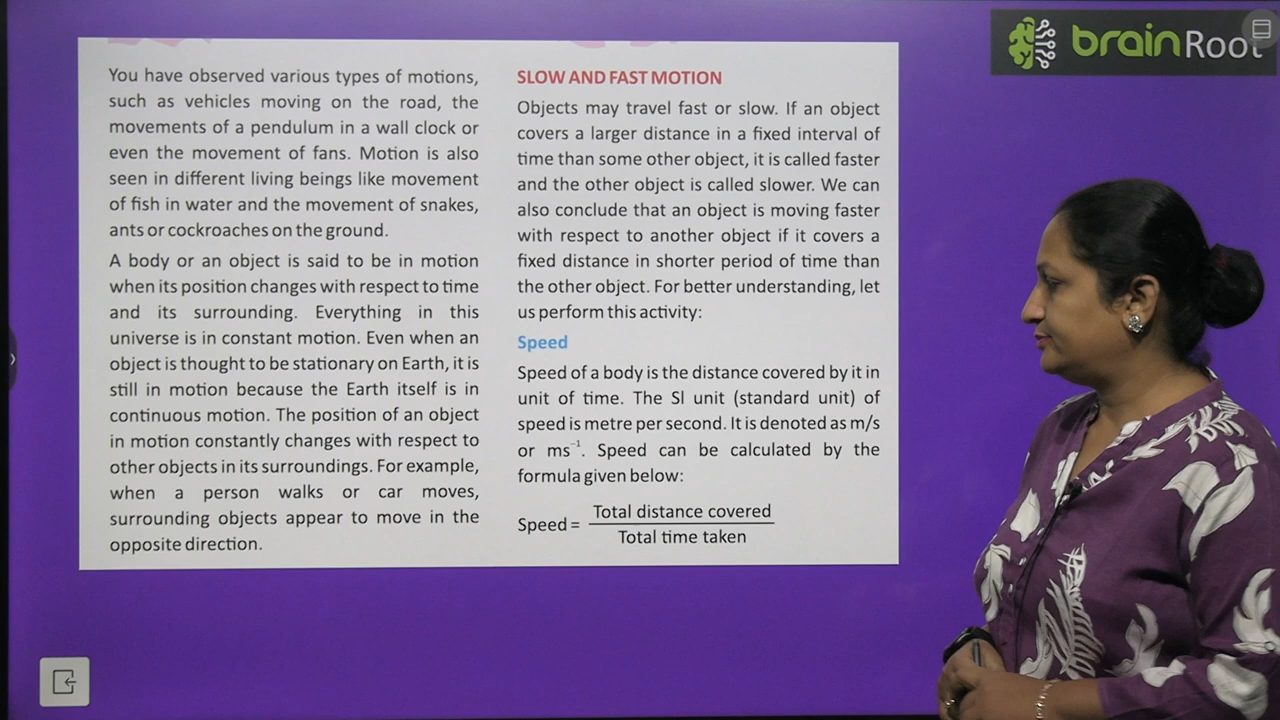 You have observed various types of motions,
such as vehicles moving on the road, the
movements of a pendulum in a wall clock or
even the movement of fans. Motion is also
seen in different living beings like movement
of fish in water and the movement of snakes,
ants or cockroaches on the ground.
A body or an object is said to be in motion
when its position changes with respect to time
and its surrounding. Everything in this
universe is in constant motion. Even when an
object is thought to be stationary on Earth, it is
still in motion because the Earth itself is in
continuous motion. The position of an object
in motion constantly changes with respect to
other objects in its surroundings. For example,
when a person walks or car moves,
surrounding objects appear to move in the
opposite direction.
SLOW AND FAST MOTION
Objects may travel fast or slow. If an object
covers a larger distance in a fixed interval of
time than some other object, it is called faster
and the other object is called slower. We can
also conclude that an object is moving faster
with respect to another object if it covers a
fixed distance in shorter period of time than
the other object. For better understanding, let
us perform this activity:
Speed
Speed of a body is the distance covered by it in
unit of time. The SI unit (standard unit) of
speed is metre per second. It is denoted as m/s
or ms⁻¹. Speed can be calculated by the
formula given below:
Speed = Total distance covered
Total time taken
brainRoot